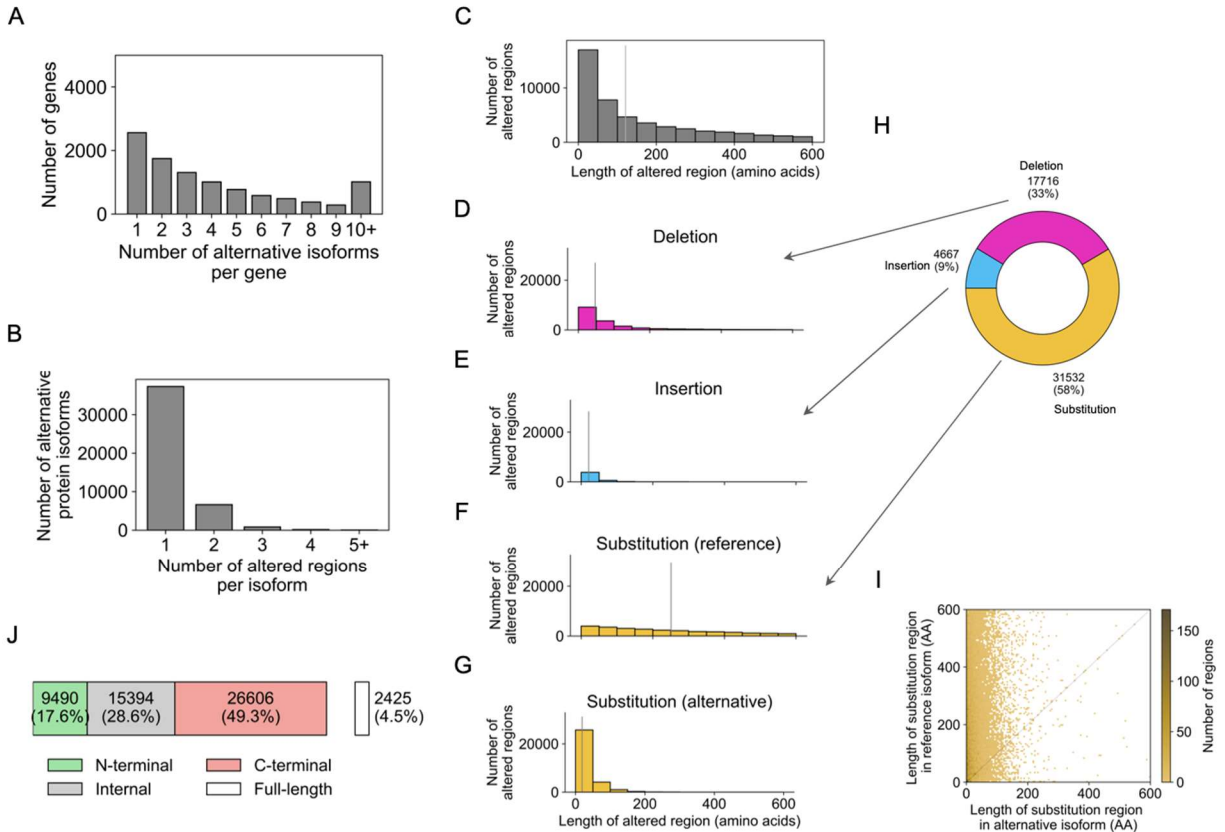 A
Number of genes
4000
2000
0
1 2 3 4 5 6 7 8 9 10+
Number of alternative isoforms
per gene
B
Number of alternative
protein isoforms
30000
20000
10000
0
1 2 3 4 5+
Number of altered regions
per isoform
J
9490
(17.6%)
15394
(28.6%)
26606
(49.3%)
2425
(4.5%)
N-terminal
C-terminal
Internal
Full-length
C
Number of
altered regions
10000
0
0 200 400 600
Length of altered region (amino acids)
D
Deletion
Number of
altered regions
20000
0
E
Insertion
Number of
altered regions
20000
0
F
Substitution (reference)
Number of
altered regions
20000
0
G
Substitution (alternative)
Number of
altered regions
20000
0
0 200 400 600
Length of altered region (amino acids)
H
Deletion
17716
(33%)
4667
Insertion (9%)
31532
(58%)
Substitution
I
Length of substitution region
in reference isoform (AA)
600
400
200
0
0 200 400 600
Length of substitution region
in alternative isoform (AA)
150
100
50
0
Number of regions